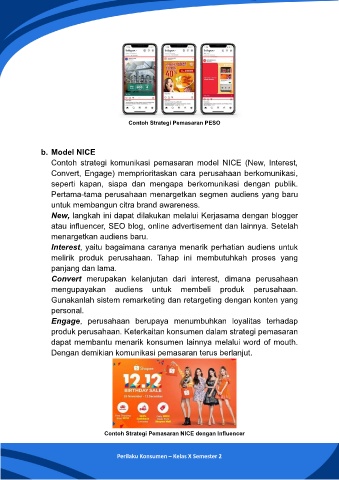 Contoh Strategi Pemasaran PESO
b. Model NICE
Contoh strategi komunikasi pemasaran model NICE (New, Interest,
Convert, Engage) memprioritaskan cara perusahaan berkomunikasi,
seperti kapan, siapa dan mengapa berkomunikasi dengan publik.
Pertama-tama perusahaan menargetkan segmen audiens yang baru
untuk membangun citra brand awareness.
New, langkah ini dapat dilakukan melalui Kerjasama dengan blogger
atau influencer, SEO blog, online advertisement dan lainnya. Setelah
menargetkan audiens baru.
Interest, yaitu bagaimana caranya menarik perhatian audiens untuk
melirik produk perusahaan. Tahap ini membutuhkah proses yang
panjang dan lama.
Convert merupakan kelanjutan dari interest, dimana perusahaan
mengupayakan audiens untuk membeli produk perusahaan.
Gunakanlah sistem remarketing dan retargeting dengan konten yang
personal.
Engage, perusahaan berupaya menumbuhkan loyalitas terhadap
produk perusahaan. Keterkaitan konsumen dalam strategi pemasaran
dapat membantu menarik konsumen lainnya melalui word of mouth.
Dengan demikian komunikasi pemasaran terus berlanjut.
Shopee
12.12
BIRTHDAY SALE
Contoh Strategi Pemasaran NICE dengan Influencer
Perilaku Konsumen – Kelas X Semester 2